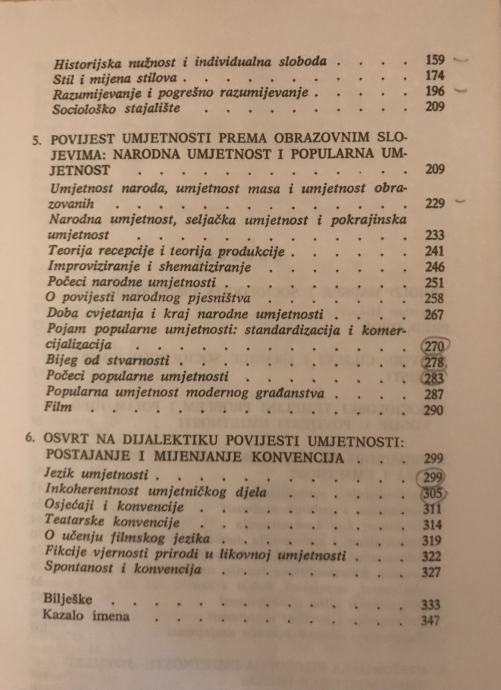 Historijska nužnost i individualna sloboda . . . . 159
Stil i mijena stilova . . . . . . . . . . . 174
Razumijevanje i pogrešno razumijevanje . . . . . 196
Sociološko stajalište . . . . . . . . . . 209
5. POVIJEST UMJETNOSTI PREMA OBRAZOVNIM SLO-
JEVIMA: NARODNA UMJETNOST I POPULARNA UM-
JETNOST . . . . . . . . . . . . . 209
Umjetnost naroda, umjetnost masa i umjetnost obra-
zovanih . . . . . . . . . . . . . 229
Narodna umjetnost, seljačka umjetnost i pokrajinska
umjetnost . . . . . . . . . . . . 233
Teorija recepcije i teorija produkcije . . . . . . 241
Improviziranje i shematiziranje . . . . . . . 246
Počeci narodne umjetnosti . . . . . . . . . 251
O povijesti narodnog pjesništva . . . . . . . 258
Doba cvjetanja i kraj narodne umjetnosti . . . . 267
Pojam popularne umjetnosti: standardizacija i komer-
cijalizacija . . . . . . . . . . . . 270
Bijeg od stvarnosti . . . . . . . . . . . 278
Počeci popularne umjetnosti . . . . . . . . 283
Popularna umjetnost modernog građanstva . . . . 287
Film . . . . . . . . . . . . . . 290
6. OSVRT NA DIJALEKTIKU POVIJESTI UMJETNOSTI:
POSTAJANJE I MIJENJANJE KONVENCIJA . . . 299
Jezik umjetnosti . . . . . . . . . . . . 299
Inkoherentnost umjetničkog djela . . . . . . 305
Osjećaji i konvencije . . . . . . . . . . 311
Teatarske konvencije . . . . . . . . . . 314
O učenju filmskog jezika . . . . . . . . . 319
Fikcije vjernosti prirodi u likovnoj umjetnosti . . . 322
Spontanost i konvencija . . . . . . . . . 327
Bilješke . . . . . . . . . . . . . 333
Kazalo imena . . . . . . . . . . . 347